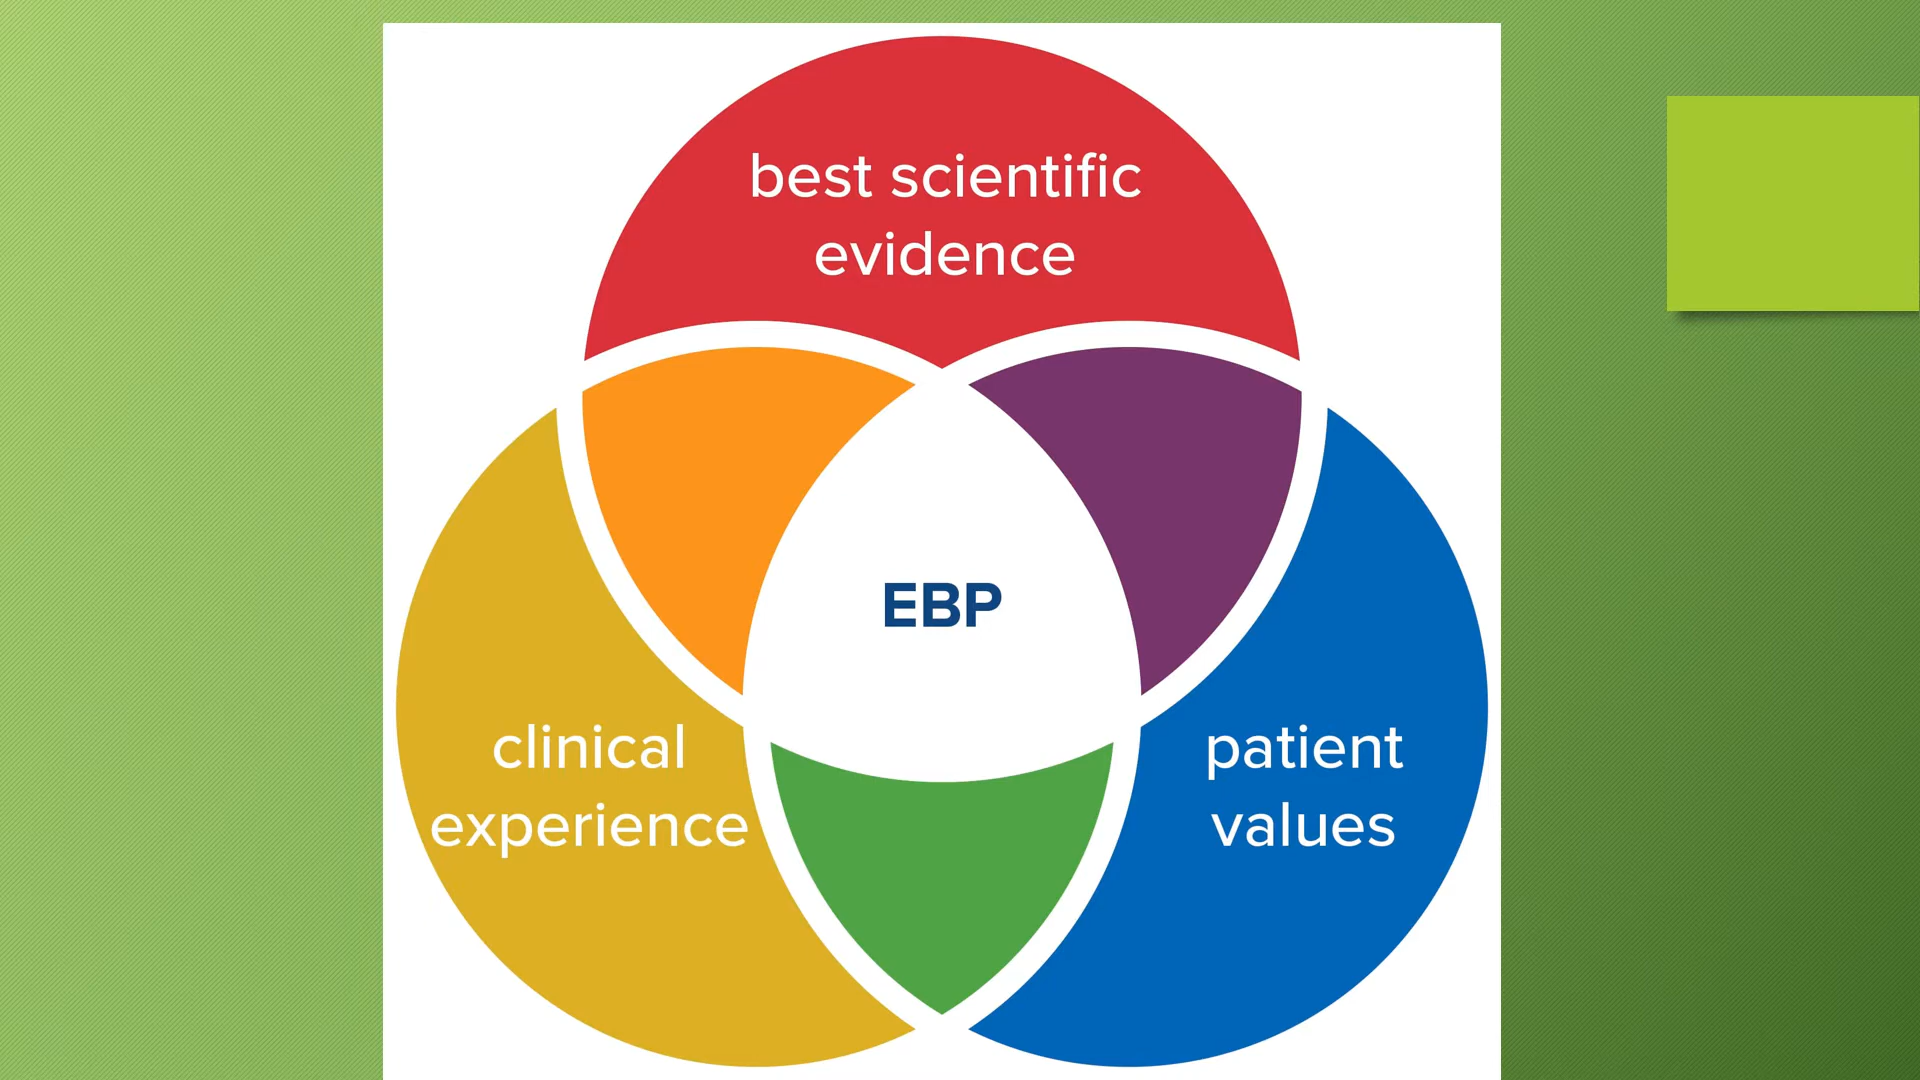 best scientific
evidence
EBP
clinical
experience
patient
values